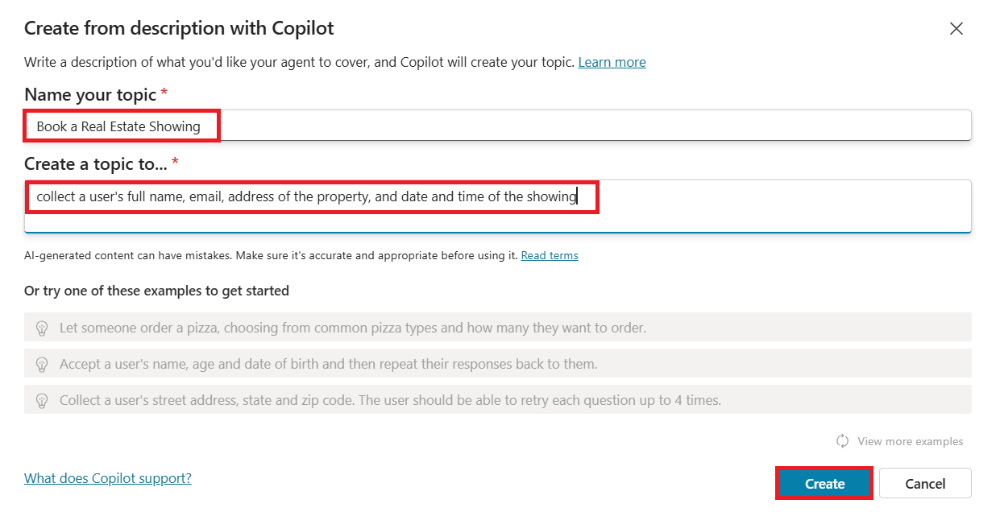 Create from description with Copilot
Write a description of what you'd like your agent to cover, and Copilot will create your topic. Learn more
Name your topic *
Book a Real Estate Showing
Create a topic to... *
collect a user's full name, email, address of the property, and date and time of the showing
AI-generated content can have mistakes. Make sure it's accurate and appropriate before using it. Read terms
Or try one of these examples to get started
Let someone order a pizza, choosing from common pizza types and how many they want to order.
Accept a user's name, age and date of birth and then repeat their responses back to them.
Collect a user's street address, state and zip code. The user should be able to retry each question up to 4 times.
View more examples
What does Copilot support?
Create
Cancel